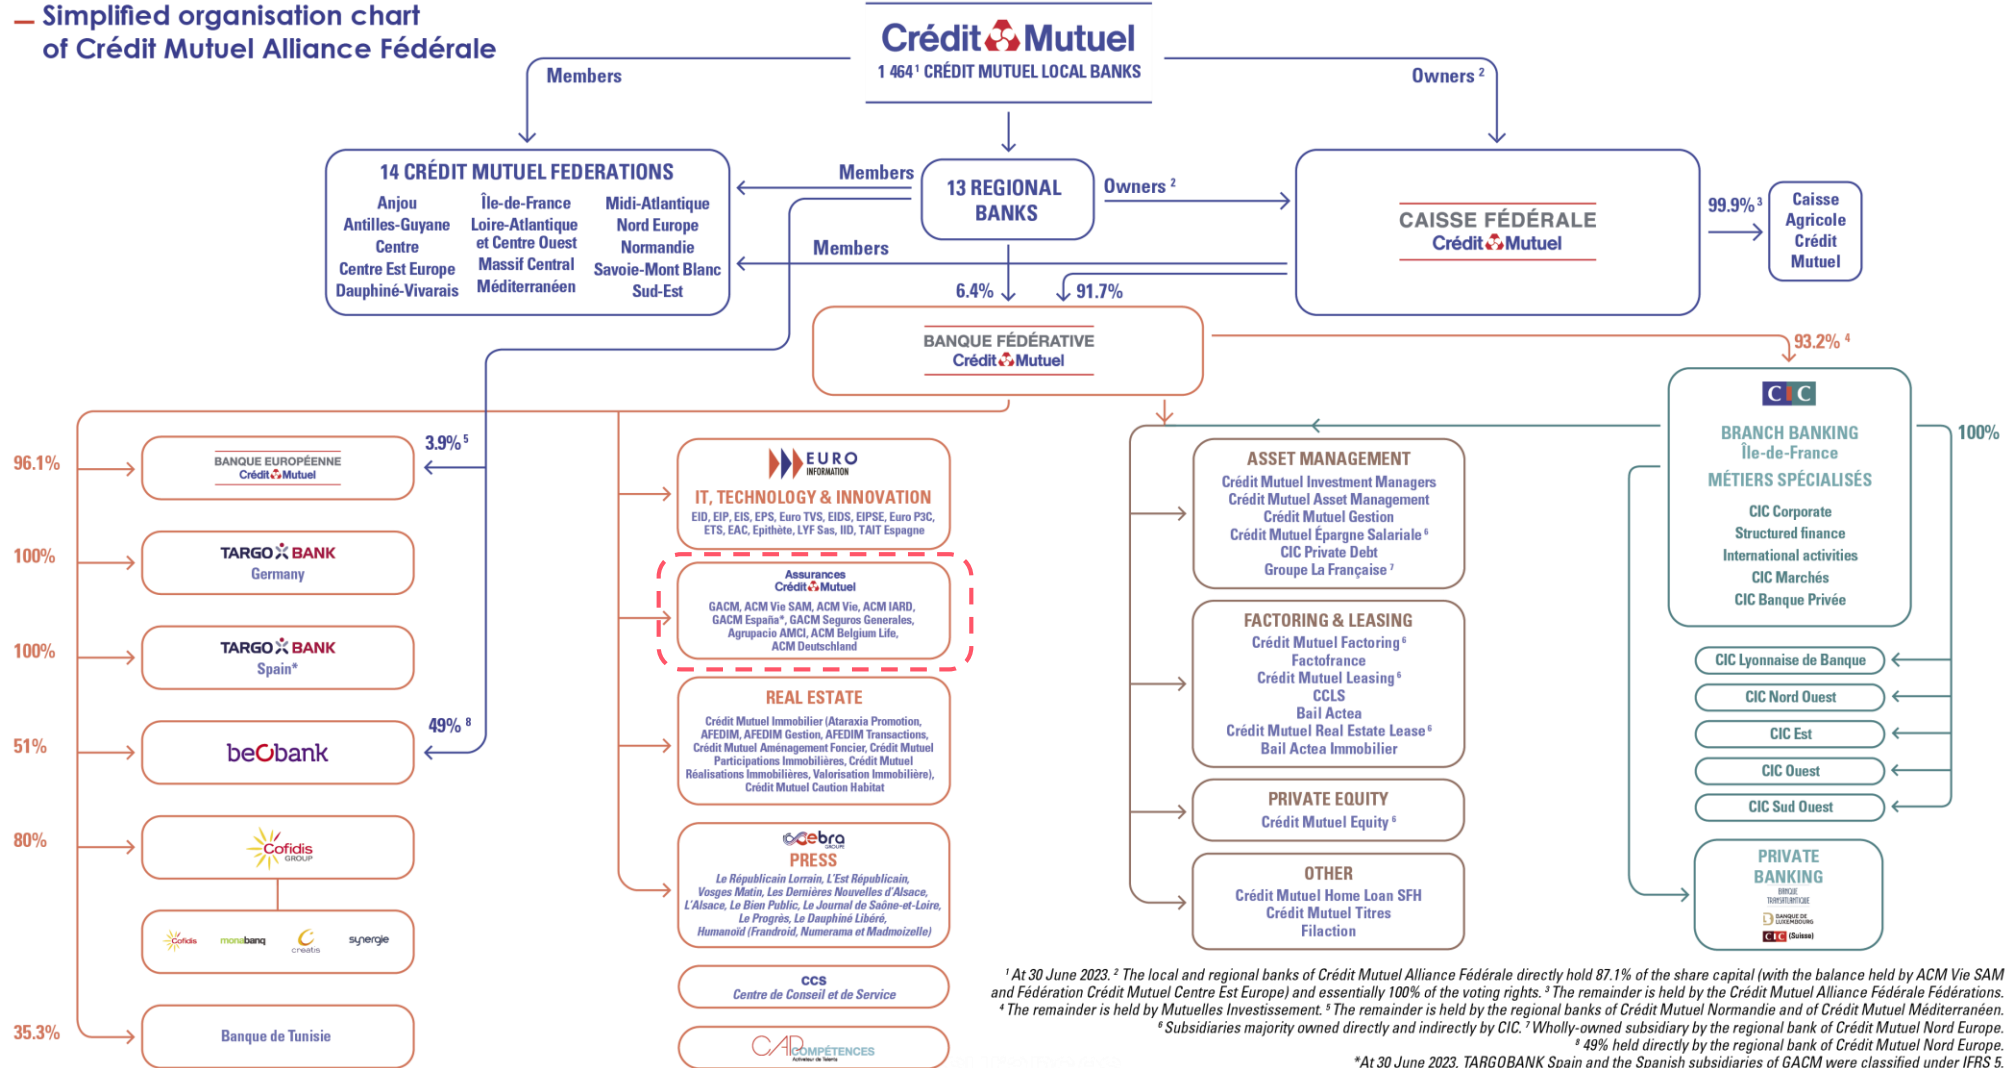 Simplified organisation chart
of Crédit Mutuel Alliance Fédérale
Crédit Mutuel
1 464¹ CRÉDIT MUTUEL LOCAL BANKS
Members
Owners ²
14 CRÉDIT MUTUEL FEDERATIONS
Anjou
Antilles-Guyane
Centre
Centre Est Europe
Dauphiné-Vivarais
Île-de-France
Loire-Atlantique
et Centre Ouest
Massif Central
Méditerranéen
Midi-Atlantique
Nord Europe
Normandie
Savoie-Mont Blanc
Sud-Est
Members
13 REGIONAL
BANKS
Owners ²
Members
CAISSE FÉDÉRALE
Crédit Mutuel
99.9% ³
Caisse
Agricole
Crédit
Mutuel
6.4%
91.7%
BANQUE FÉDÉRATIVE
Crédit Mutuel
93.2% ⁴
96.1%
BANQUE EUROPÉENNE
Crédit Mutuel
3.9% ⁵
100%
TARGO BANK
Germany
100%
TARGO BANK
Spain*
51%
beObank
49% ⁸
80%
Cofidis
GROUP
Cofidis
monabanq
creatis
synergie
35.3%
Banque de Tunisie
EURO
INFORMATION
IT, TECHNOLOGY & INNOVATION
EID, EIP, EIS, EPS, Euro TVS, EIDS, EIPSE, Euro P3C,
ETS, EAC, Epithète, LYF Sas, IID, TAIT Espagne
Assurances
Crédit Mutuel
GACM, ACM Vie SAM, ACM Vie, ACM IARD,
GACM España*, GACM Seguros Generales,
Agrupacio AMCI, ACM Belgium Life,
ACM Deutschland
REAL ESTATE
Crédit Mutuel Immobilier (Ataraxia Promotion,
AFEDIM, AFEDIM Gestion, AFEDIM Transactions,
Crédit Mutuel Aménagement Foncier, Crédit Mutuel
Participations Immobilières, Crédit Mutuel
Réalisations Immobilières, Valorisation Immobilière),
Crédit Mutuel Caution Habitat
ebra
GROUPE
PRESS
Le Républicain Lorrain, L'Est Républicain,
Vosges Matin, Les Dernières Nouvelles d'Alsace,
L'Alsace, Le Bien Public, Le Journal de Saône-et-Loire,
Le Progrès, Le Dauphiné Libéré,
Humanoïd (Frandroid, Numerama et Madmoizelle)
CCS
Centre de Conseil et de Service
CAP COMPÉTENCES
Activateur de Talents
ASSET MANAGEMENT
Crédit Mutuel Investment Managers
Crédit Mutuel Asset Management
Crédit Mutuel Gestion
Crédit Mutuel Épargne Salariale ⁶
CIC Private Debt
Groupe La Française ⁷
FACTORING & LEASING
Crédit Mutuel Factoring ⁶
Factofrance
Crédit Mutuel Leasing ⁶
CCLS
Bail Actea
Crédit Mutuel Real Estate Lease ⁶
Bail Actea Immobilier
PRIVATE EQUITY
Crédit Mutuel Equity ⁶
OTHER
Crédit Mutuel Home Loan SFH
Crédit Mutuel Titres
Filaction
CIC
BRANCH BANKING
Île-de-France
MÉTIERS SPÉCIALISÉS
CIC Corporate
Structured finance
International activities
CIC Marchés
CIC Banque Privée
100%
CIC Lyonnaise de Banque
CIC Nord Ouest
CIC Est
CIC Ouest
CIC Sud Ouest
PRIVATE
BANKING
BANQUE
TRANSATLANTIQUE
BANQUE DE
LUXEMBOURG
CIC (Suisse)
¹ At 30 June 2023. ² The local and regional banks of Crédit Mutuel Alliance Fédérale directly hold 87.1% of the share capital (with the balance held by ACM Vie SAM
and Fédération Crédit Mutuel Centre Est Europe) and essentially 100% of the voting rights. ³ The remainder is held by the Crédit Mutuel Alliance Fédérale Fédérations.
⁴ The remainder is held by Mutuelles Investissement. ⁵ The remainder is held by the regional banks of Crédit Mutuel Normandie and of Crédit Mutuel Méditerranéen.
⁶ Subsidiaries majority owned directly and indirectly by CIC. ⁷ Wholly-owned subsidiary by the regional bank of Crédit Mutuel Nord Europe.
⁸ 49% held directly by the regional bank of Crédit Mutuel Nord Europe.
*At 30 June 2023, TARGOBANK Spain and the Spanish subsidiaries of GACM were classified under IFRS 5.